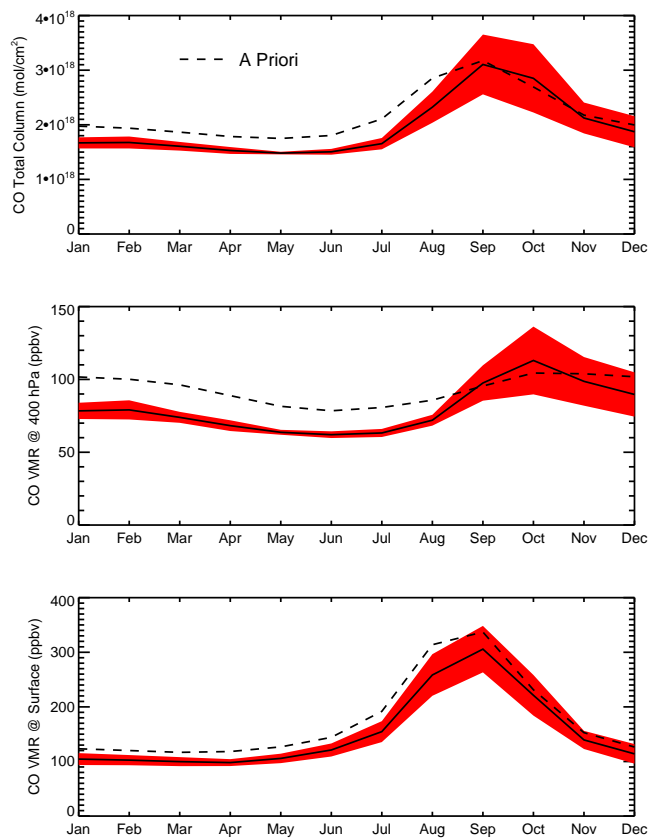 CO Total Column (mol/cm²)
4•10¹⁸
3•10¹⁸
2•10¹⁸
1•10¹⁸
0
A Priori
Jan Feb Mar Apr May Jun Jul Aug Sep Oct Nov Dec
CO VMR @ 400 hPa (ppbv)
150
100
50
0
Jan Feb Mar Apr May Jun Jul Aug Sep Oct Nov Dec
CO VMR @ Surface (ppbv)
400
300
200
100
0
Jan Feb Mar Apr May Jun Jul Aug Sep Oct Nov Dec